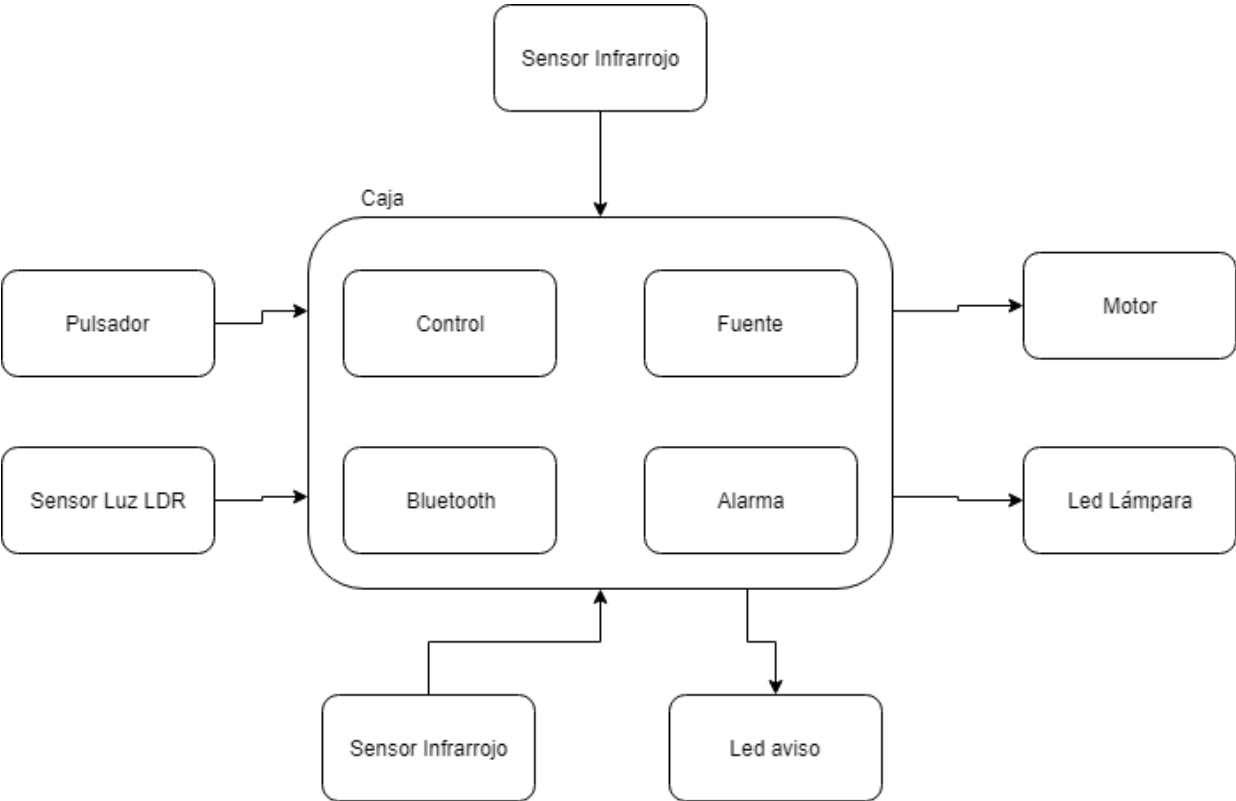 Sensor Infrarrojo
Caja
Pulsador
Control
Fuente
Motor
Sensor Luz LDR
Bluetooth
Alarma
Led Lámpara
Sensor Infrarrojo
Led aviso